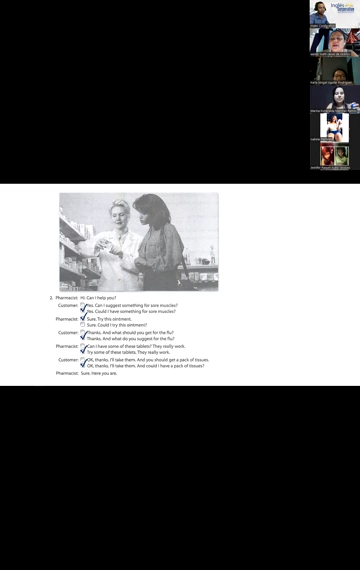 Inglés
2. Pharmacist: Hi. Can I help you?
Customer: Yes. Can I suggest something for sore muscles?
Yes. Could I have something for sore muscles?
Pharmacist: Sure. Try this ointment.
Sure. Could I try this ointment?
Customer: Thanks. And what should you get for the flu?
Thanks. And what do you suggest for the flu?
Pharmacist: Can I have some of these tablets? They really work.
Try some of these tablets. They really work.
Customer: OK, thanks. I'll take them. And you should get a pack of tissues.
OK, thanks. I'll take them. And could I have a pack of tissues?
Pharmacist: Sure. Here you are.